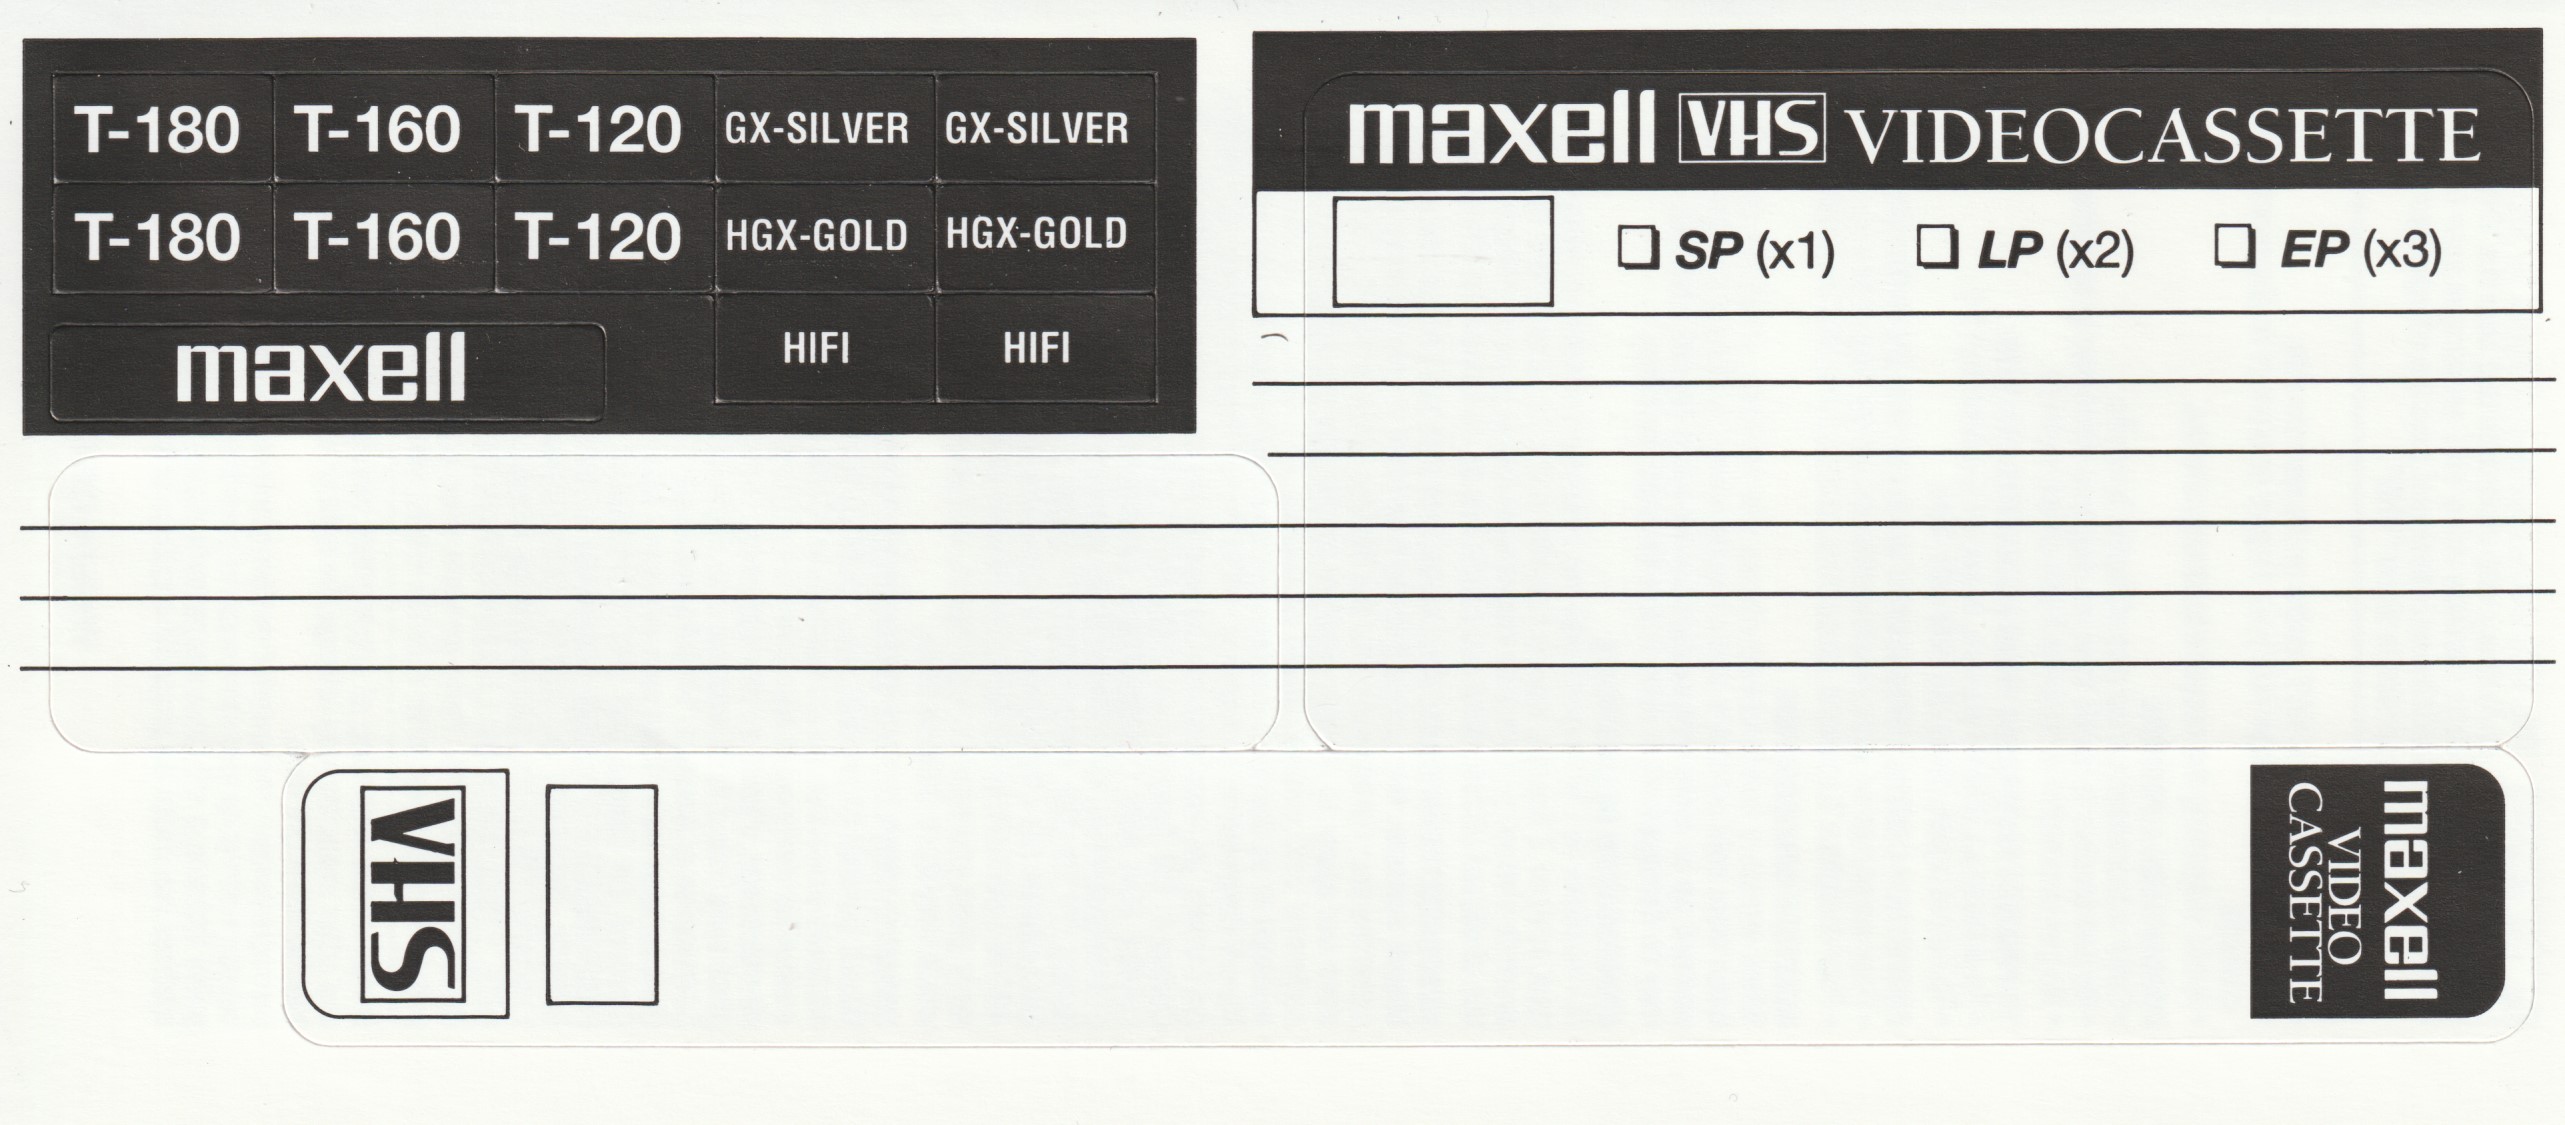 T-180 T-160 T-120 GX-SILVER GX-SILVER
T-180 T-160 T-120 HGX-GOLD HGX-GOLD
HIFI HIFI
maxell
maxell VHS VIDEOCASSETTE
SP (x1) LP (x2) EP (x3)
VHS
maxell
VIDEO
CASSETTE